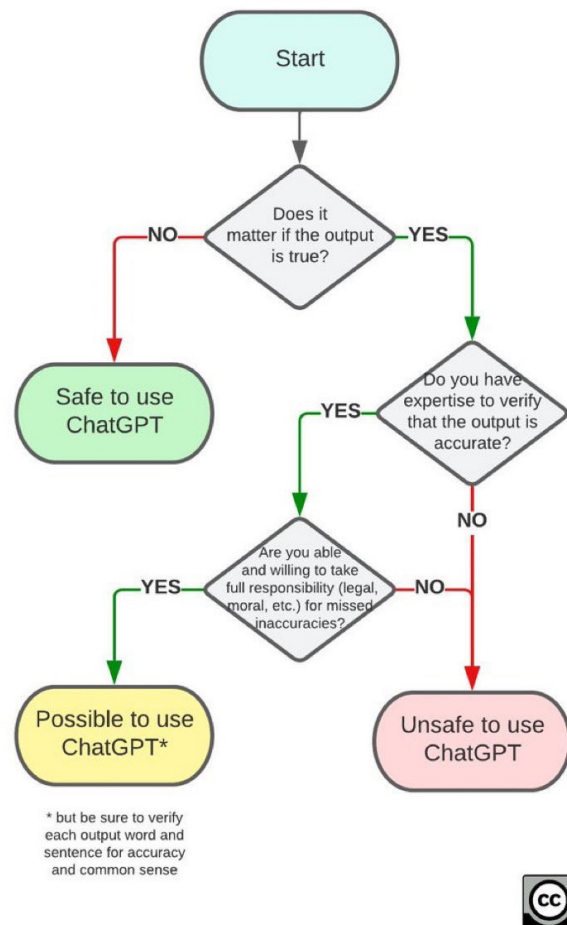 Start
Does it
matter if the output
is true?
NO
YES
Safe to use
ChatGPT
Do you have
expertise to verify
that the output is
accurate?
YES
NO
Are you able
and willing to take
full responsibility (legal,
moral, etc.) for missed
inaccuracies?
YES
NO
Possible to use
ChatGPT*
Unsafe to use
ChatGPT
* but be sure to verify
each output word and
sentence for accuracy
and common sense
cc